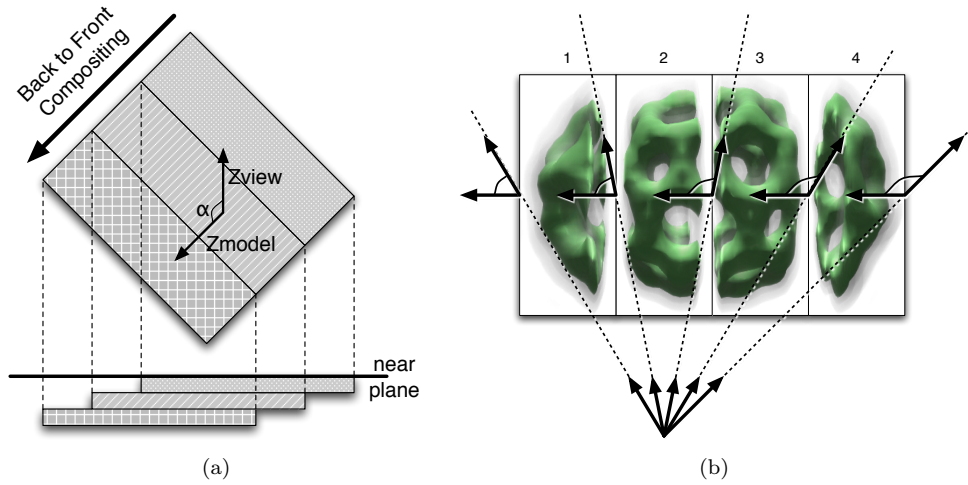 Back to Front
Compositing
Zview
α
Zmodel
near
plane
(a)
1 2 3 4
(b)